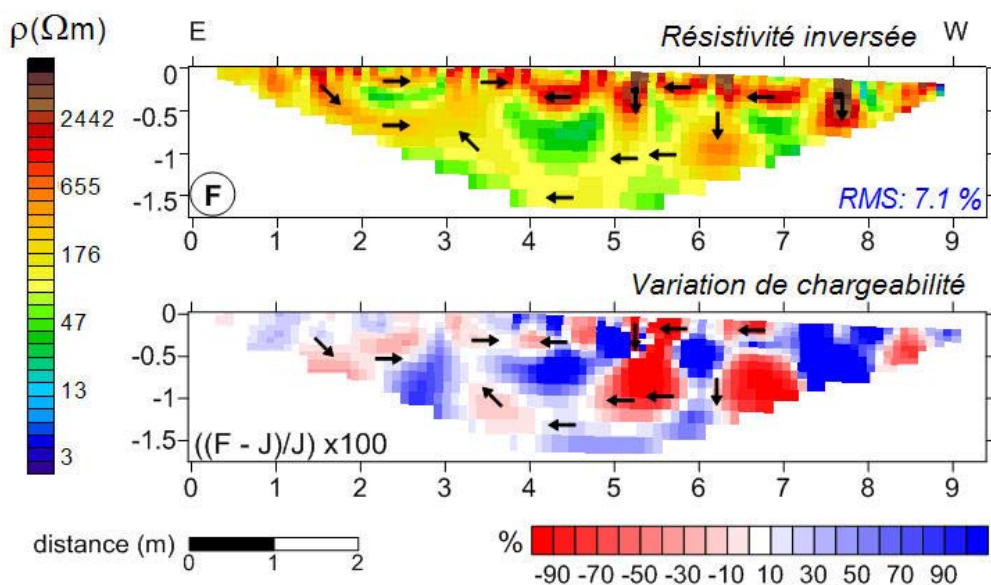 ρ(Ωm)
E
W
Résistivité inversée
0
-0.5
-1
-1.5
F
RMS: 7.1 %
0 1 2 3 4 5 6 7 8 9
2442
655
176
47
13
3
Variation de chargeabilité
0
-0.5
-1
-1.5
((F - J)/J) x100
0 1 2 3 4 5 6 7 8 9
distance (m)
0 1 2
%
-90 -70 -50 -30 -10 10 30 50 70 90